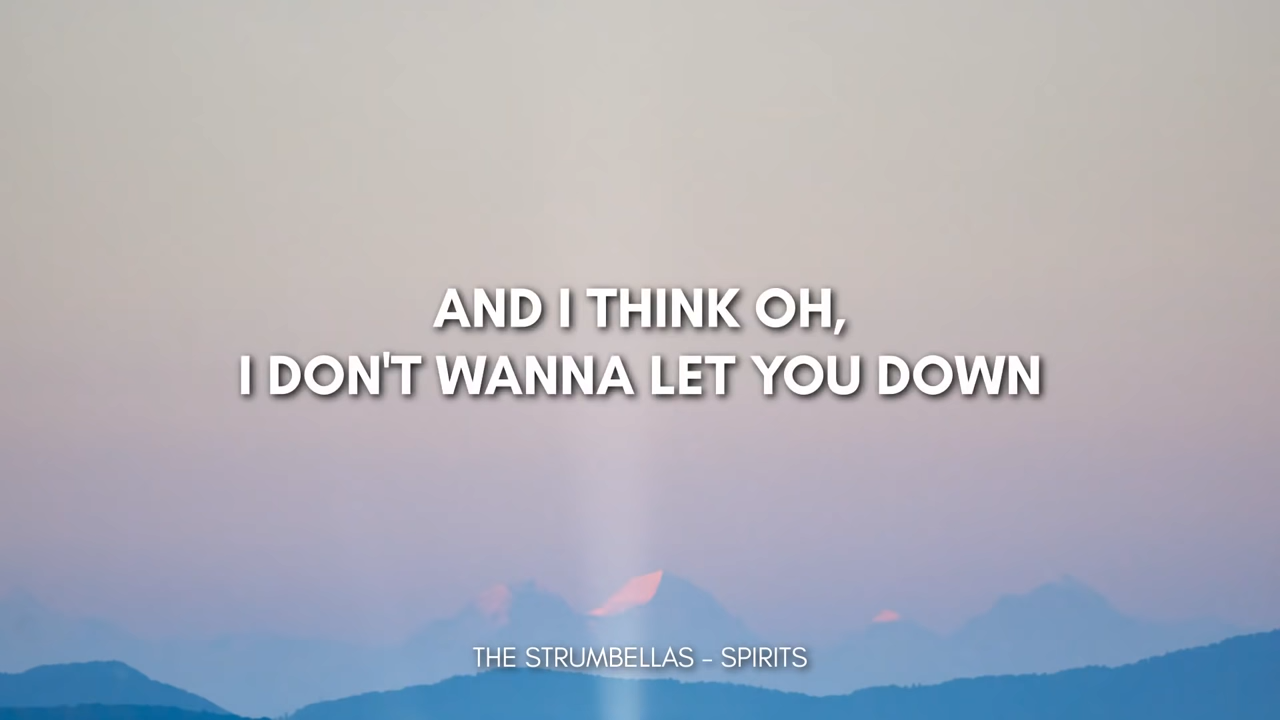 AND I THINK OH,
I DON'T WANNA LET YOU DOWN
THE STRUMBELLAS – SPIRITS